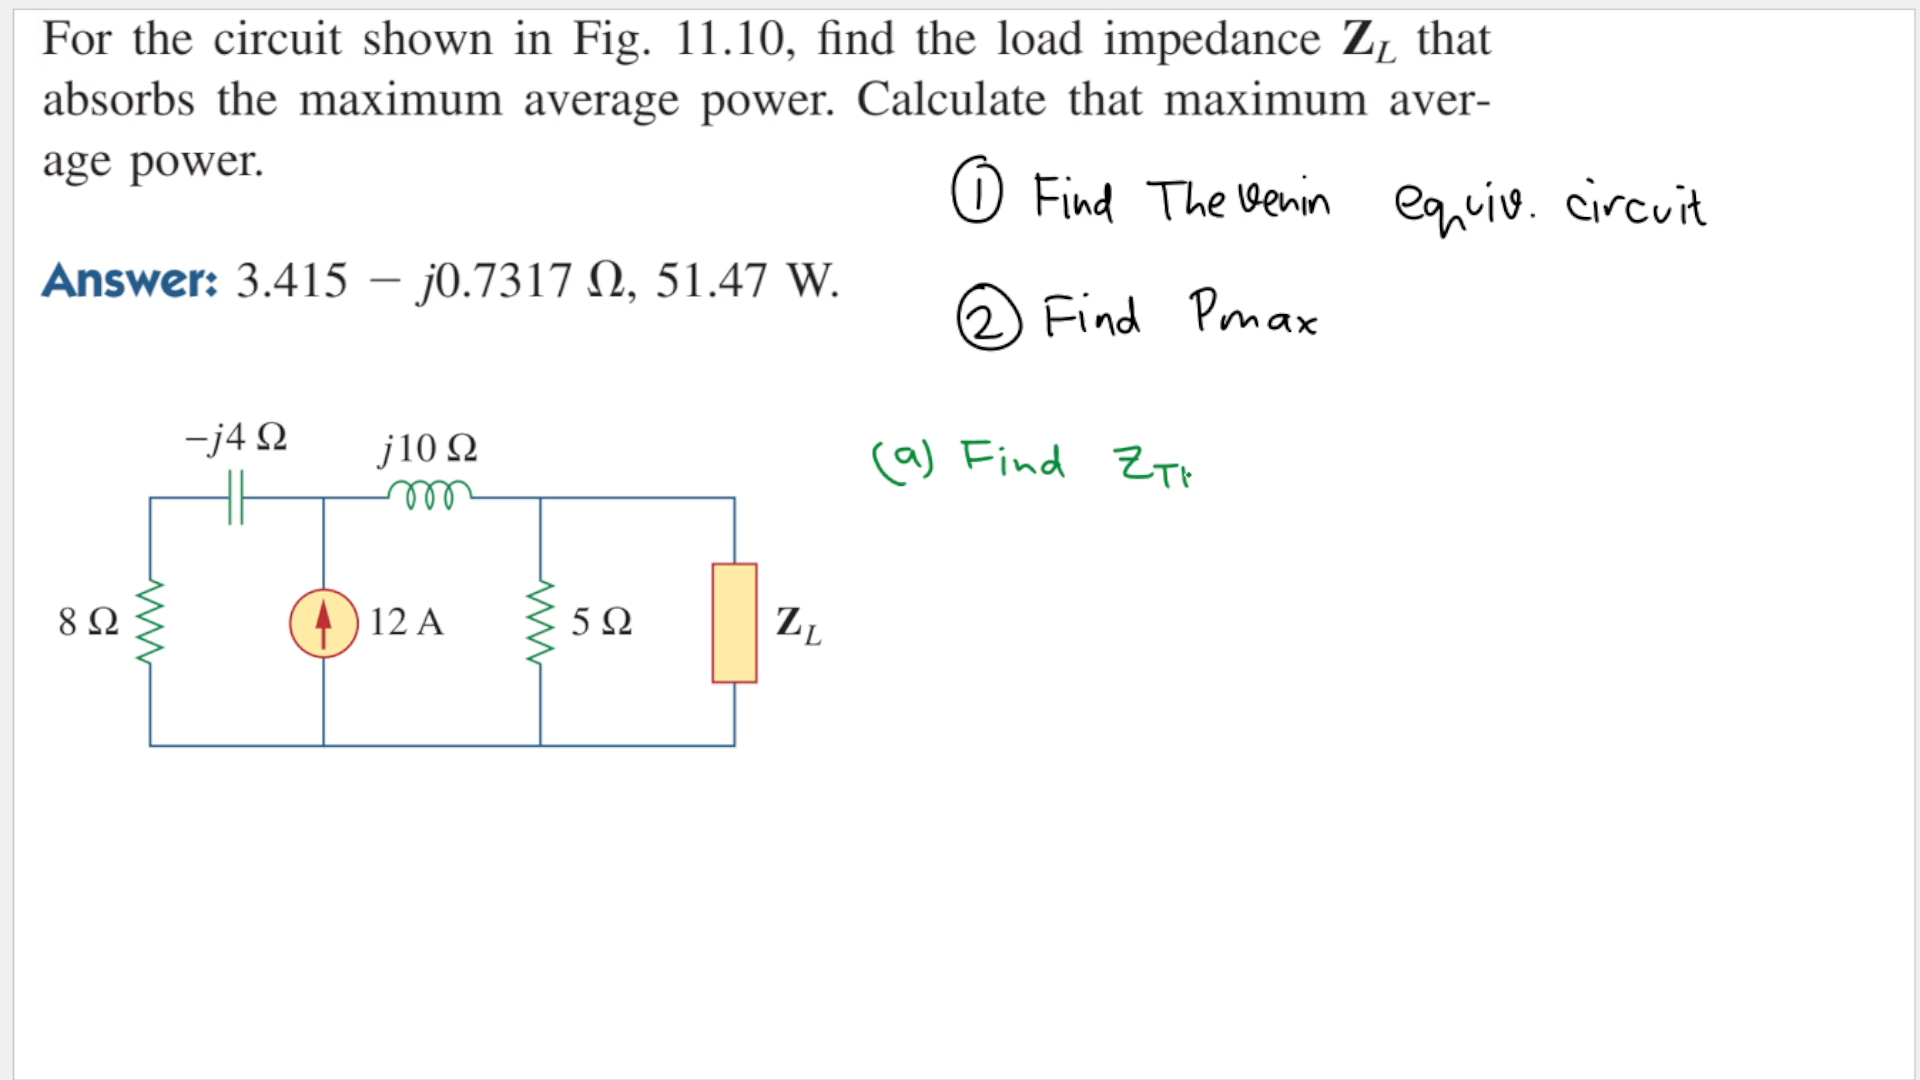 For the circuit shown in Fig. 11.10, find the load impedance Z_L that
absorbs the maximum average power. Calculate that maximum aver-
age power.
① Find Thevenin equiv. circuit
Answer: 3.415 − j0.7317 Ω, 51.47 W.
② Find Pmax
−j4 Ω
j10 Ω
(a) Find Z_Th
8 Ω
12 A
5 Ω
Z_L